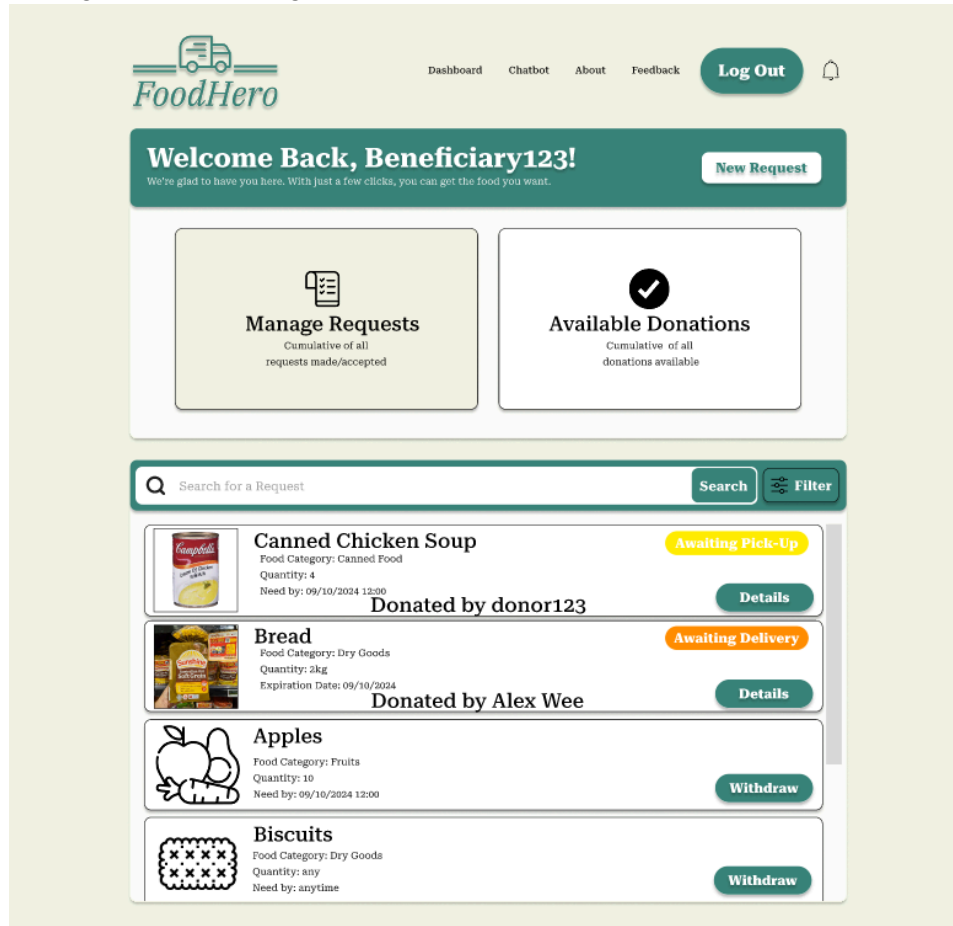 FoodHero
Dashboard Chatbot About Feedback Log Out
Welcome Back, Beneficiary123!
We're glad to have you here. With just a few clicks, you can get the food you want.
New Request
Manage Requests
Cumulative of all
requests made/accepted
Available Donations
Cumulative of all
donations available
Search for a Request
Search
Filter
Campbell's
Canned Chicken Soup
Food Category: Canned Food
Quantity: 4
Need by: 09/10/2024 12:00
Donated by donor123
Awaiting Pick-Up
Details
Sunshine
Bread
Food Category: Dry Goods
Quantity: 2kg
Expiration Date: 09/10/2024
Donated by Alex Wee
Awaiting Delivery
Details
Apples
Food Category: Fruits
Quantity: 10
Need by: 09/10/2024 12:00
Withdraw
Biscuits
Food Category: Dry Goods
Quantity: any
Need by: anytime
Withdraw